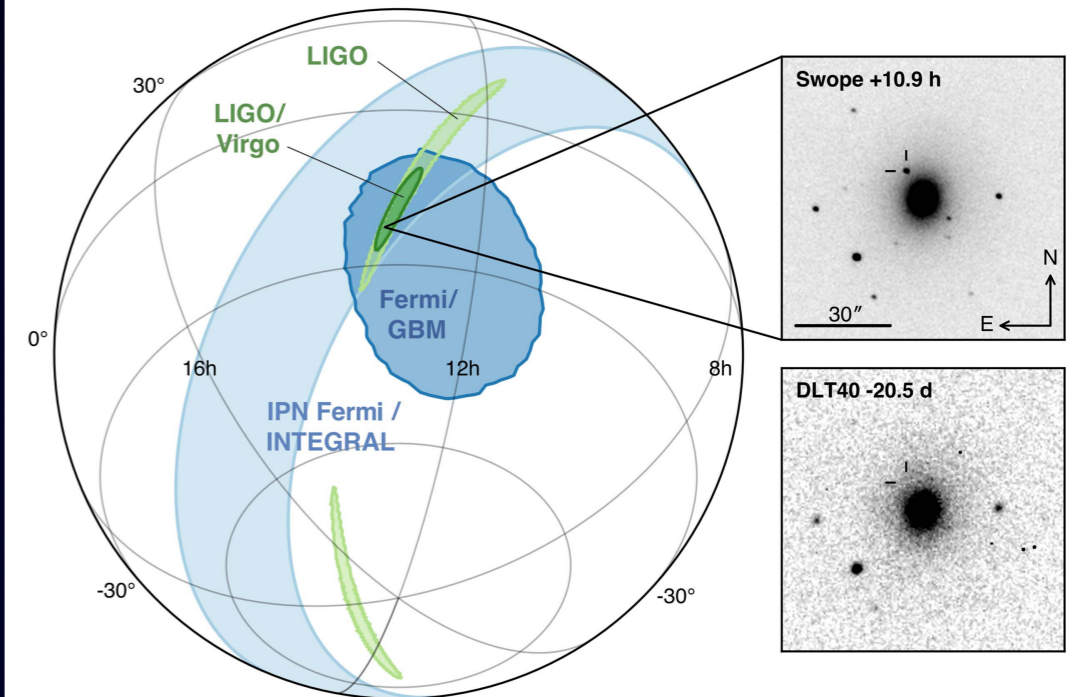 LIGO
30°
LIGO/
Virgo
0°
16h
12h
8h
Fermi/
GBM
IPN Fermi /
INTEGRAL
-30°
-30°
Swope +10.9 h
N
30″
E
DLT40 -20.5 d